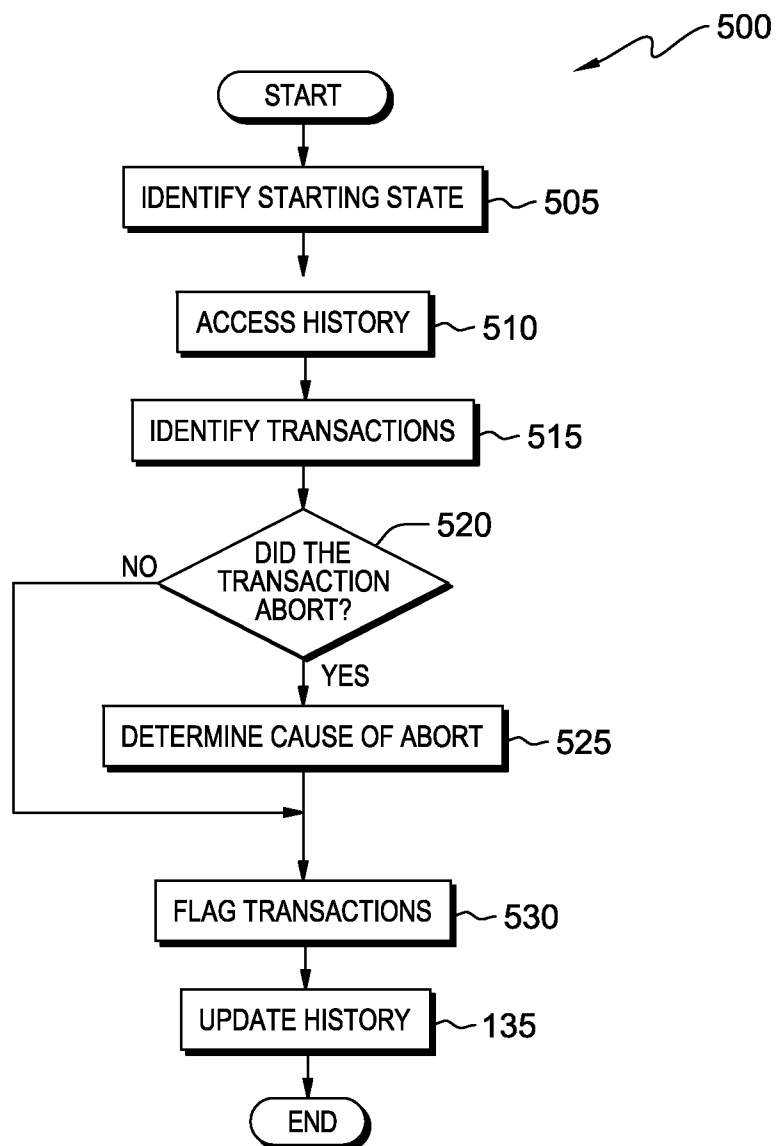 500
START
IDENTIFY STARTING STATE
505
ACCESS HISTORY
510
IDENTIFY TRANSACTIONS
515
520
DID THE
TRANSACTION
ABORT?
NO
YES
DETERMINE CAUSE OF ABORT
525
FLAG TRANSACTIONS
530
UPDATE HISTORY
135
END